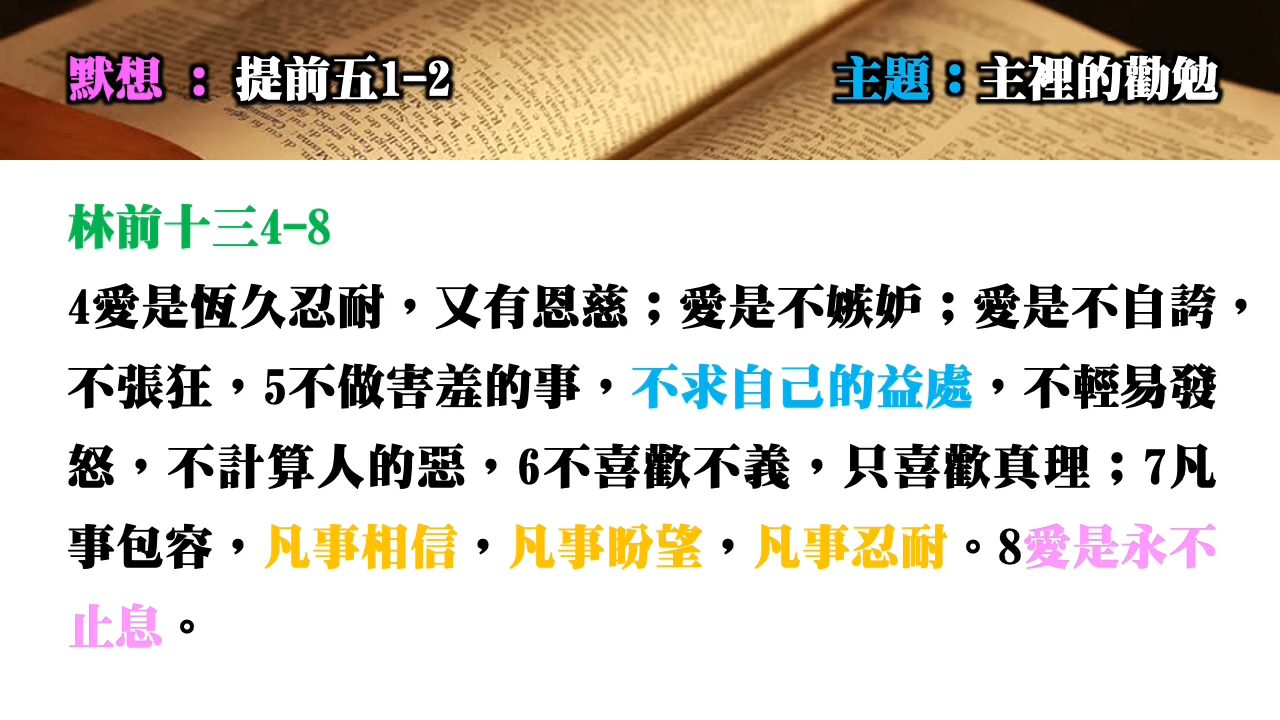 默想 ： 提前五1-2 主題：主裡的勸勉
林前十三4-8
4愛是恆久忍耐，又有恩慈；愛是不嫉妒；愛是不自誇，
不張狂，5不做害羞的事，不求自己的益處，不輕易發
怒，不計算人的惡，6不喜歡不義，只喜歡真理；7凡
事包容，凡事相信，凡事盼望，凡事忍耐。8愛是永不
止息。